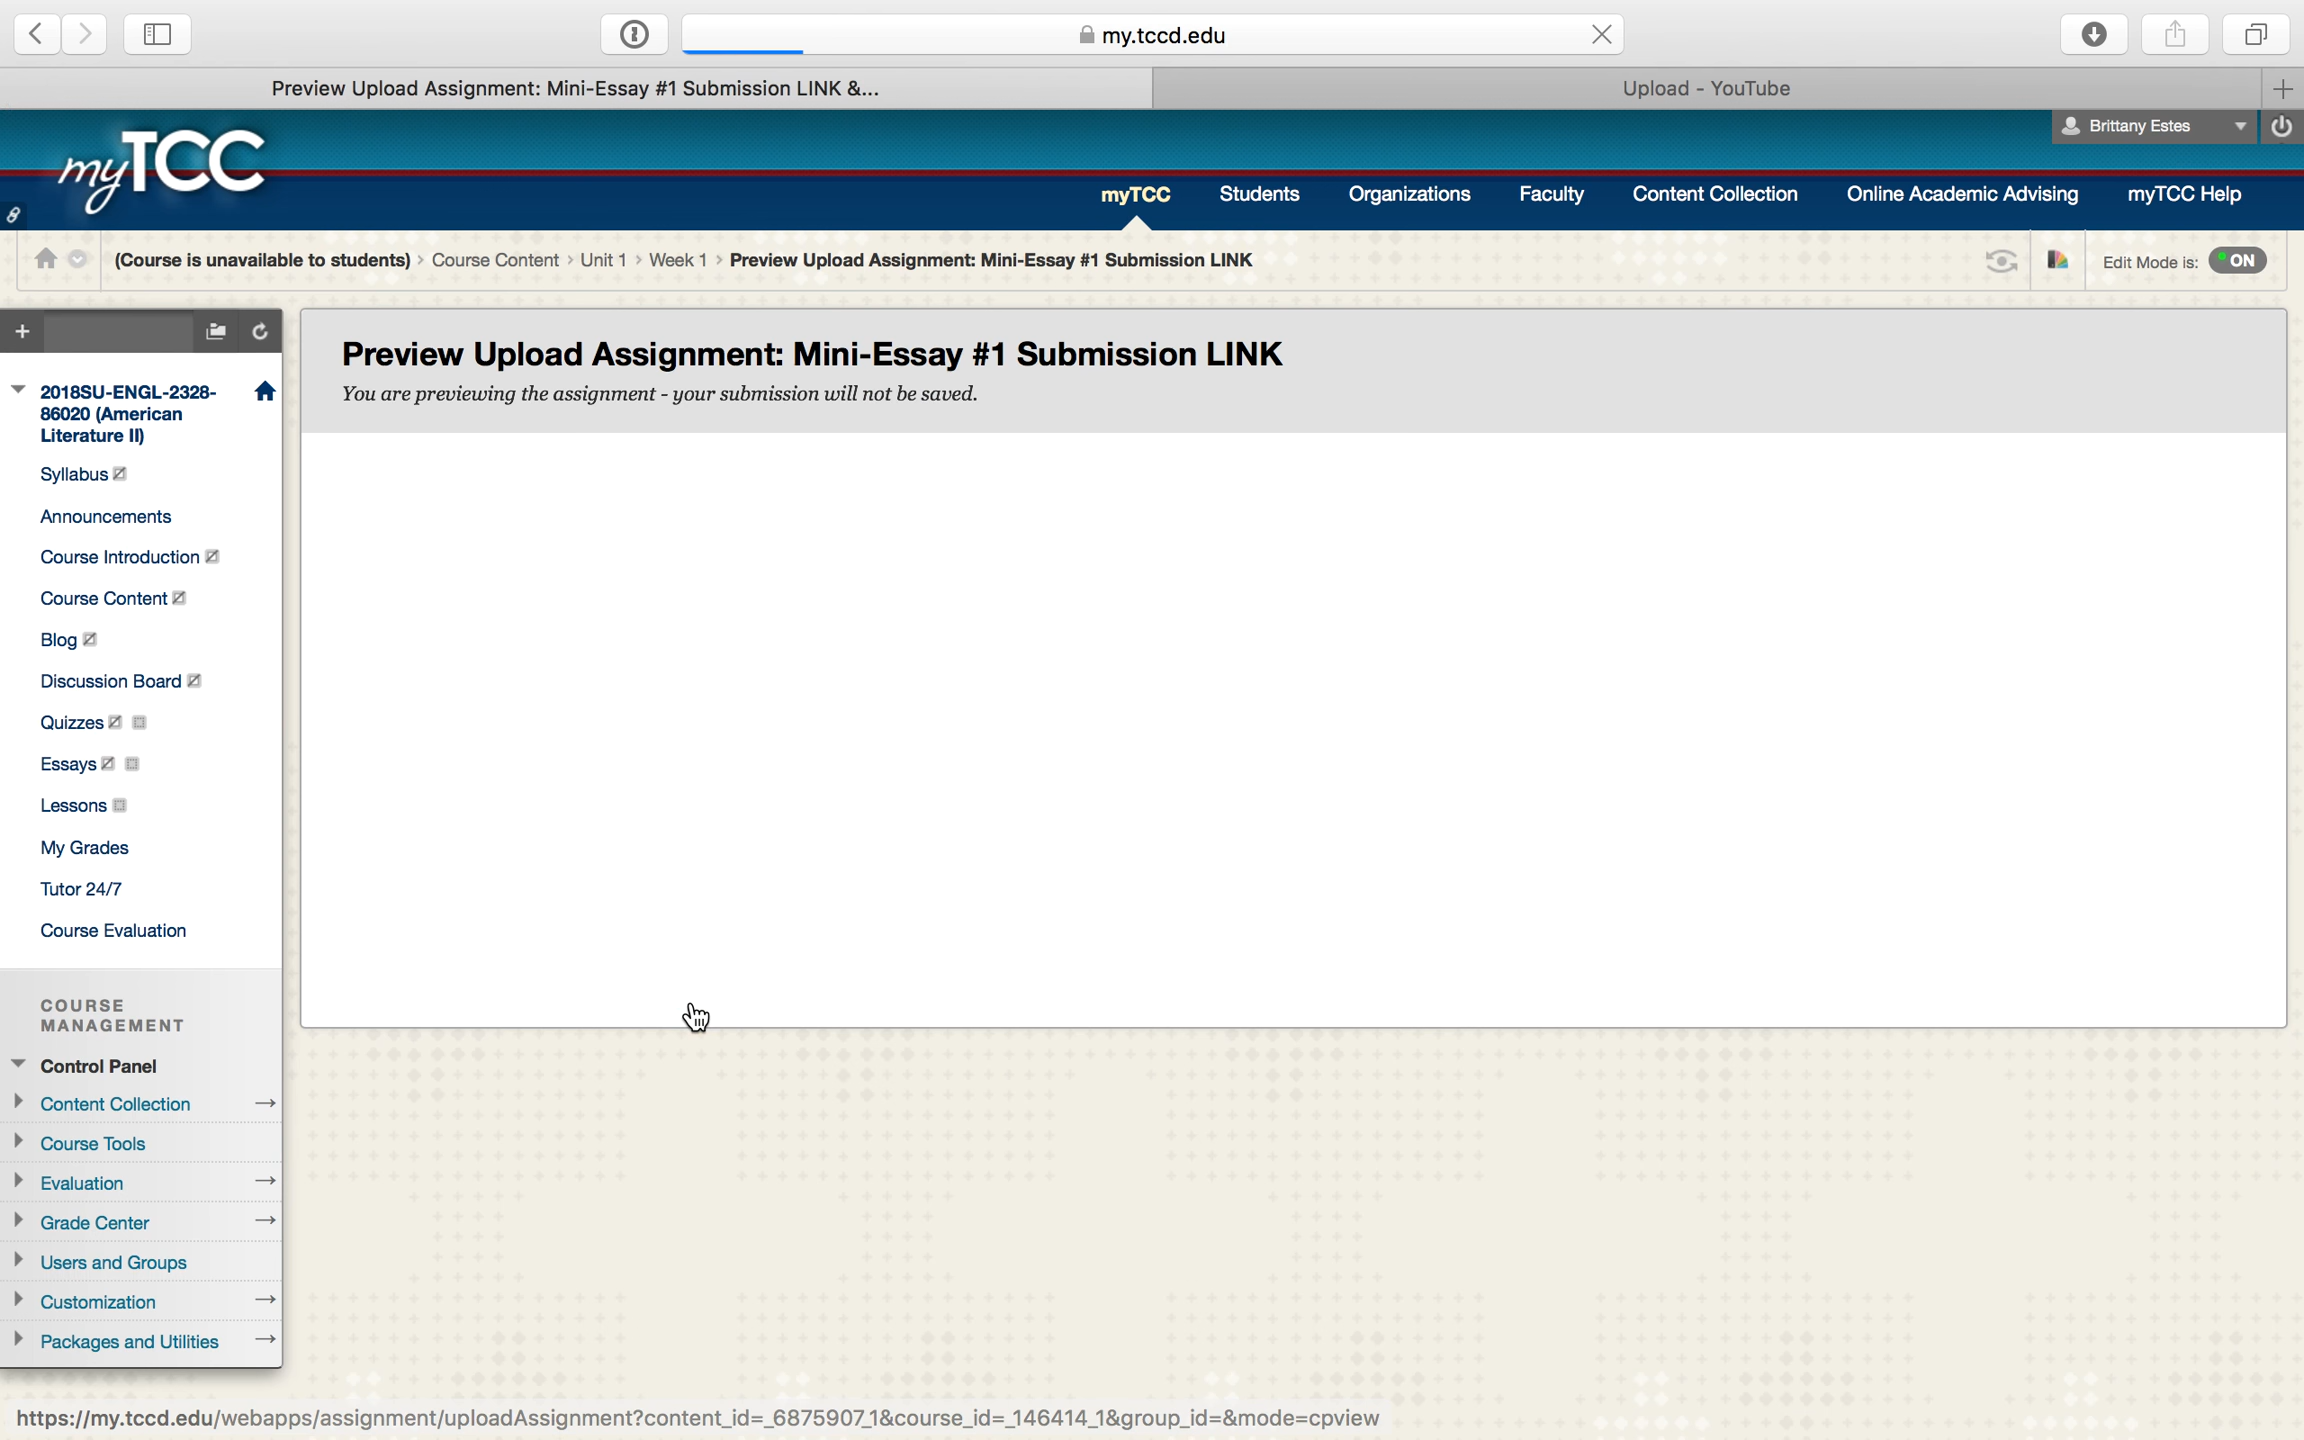 my.tccd.edu
Preview Upload Assignment: Mini-Essay #1 Submission LINK &...
Upload - YouTube
myTCC
Brittany Estes
myTCC Students Organizations Faculty Content Collection Online Academic Advising myTCC Help
(Course is unavailable to students) Course Content Unit 1 Week 1 Preview Upload Assignment: Mini-Essay #1 Submission LINK
Edit Mode is: ON
Preview Upload Assignment: Mini-Essay #1 Submission LINK
You are previewing the assignment - your submission will not be saved.
2018SU-ENGL-2328-
86020 (American
Literature II)
Syllabus
Announcements
Course Introduction
Course Content
Blog
Discussion Board
Quizzes
Essays
Lessons
My Grades
Tutor 24/7
Course Evaluation
COURSE
MANAGEMENT
Control Panel
Content Collection
Course Tools
Evaluation
Grade Center
Users and Groups
Customization
Packages and Utilities
https://my.tccd.edu/webapps/assignment/uploadAssignment?content_id=_6875907_1&course_id=_146414_1&group_id=&mode=cpview